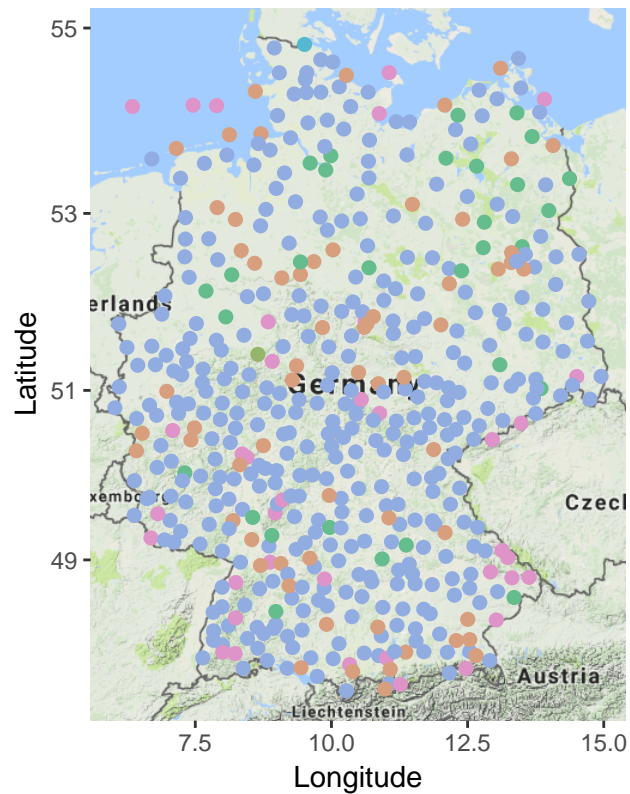 55
53
erlands
Latitude
51
Germany
xembourg
Czech
49
Austria
Liechtenstein
7.5
10.0
12.5
15.0
Longitude